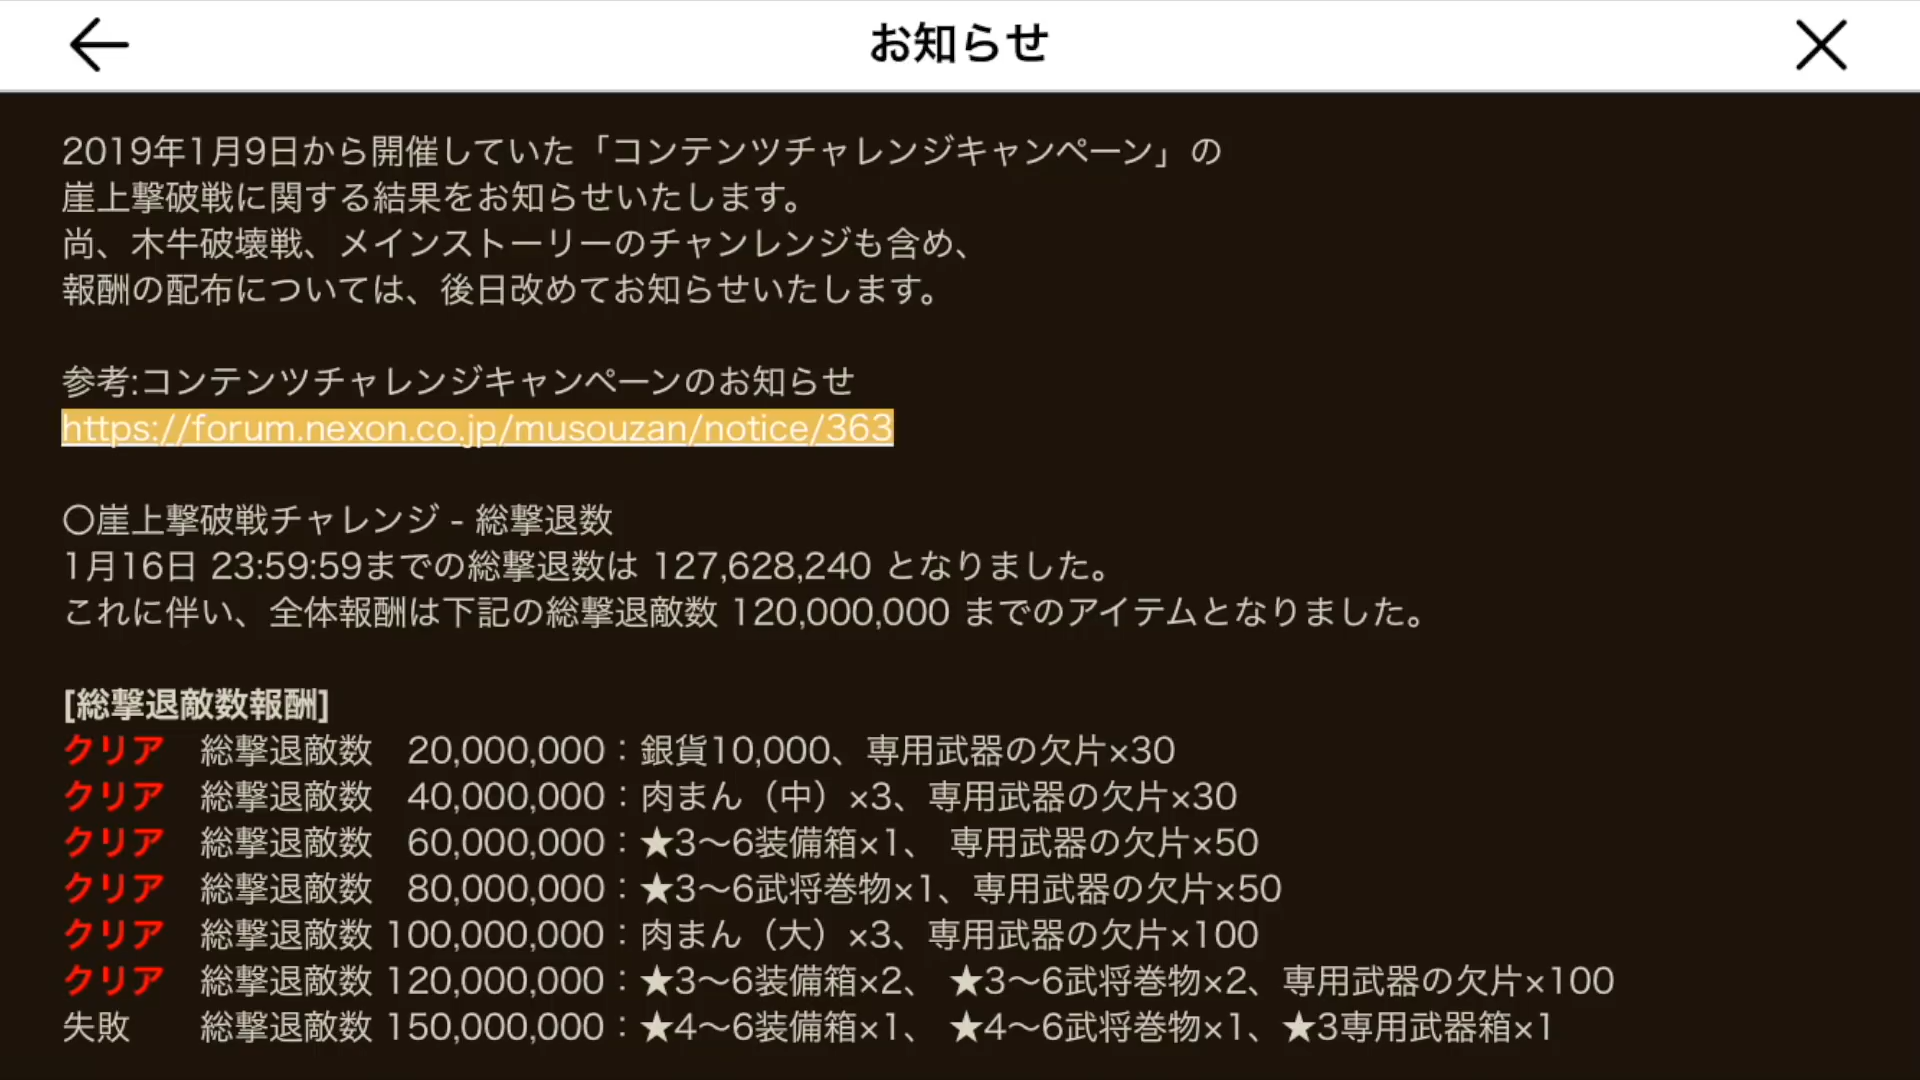 お知らせ
2019年1月9日から開催していた「コンテンツチャレンジキャンペーン」の
崖上撃破戦に関する結果をお知らせいたします。
尚、木牛破壊戦、メインストーリーのチャンレンジも含め、
報酬の配布については、後日改めてお知らせいたします。
参考:コンテンツチャレンジキャンペーンのお知らせ
https://forum.nexon.co.jp/musouzan/notice/363
〇崖上撃破戦チャレンジ - 総撃退数
1月16日 23:59:59までの総撃退数は 127,628,240 となりました。
これに伴い、全体報酬は下記の総撃退敵数 120,000,000 までのアイテムとなりました。
[総撃退敵数報酬]
クリア　総撃退敵数　20,000,000：銀貨10,000、専用武器の欠片×30
クリア　総撃退敵数　40,000,000：肉まん（中）×3、専用武器の欠片×30
クリア　総撃退敵数　60,000,000：★3〜6装備箱×1、 専用武器の欠片×50
クリア　総撃退敵数　80,000,000：★3〜6武将巻物×1、専用武器の欠片×50
クリア　総撃退敵数 100,000,000：肉まん（大）×3、専用武器の欠片×100
クリア　総撃退敵数 120,000,000：★3〜6装備箱×2、 ★3〜6武将巻物×2、専用武器の欠片×100
失敗　　総撃退敵数 150,000,000：★4〜6装備箱×1、 ★4〜6武将巻物×1、★3専用武器箱×1